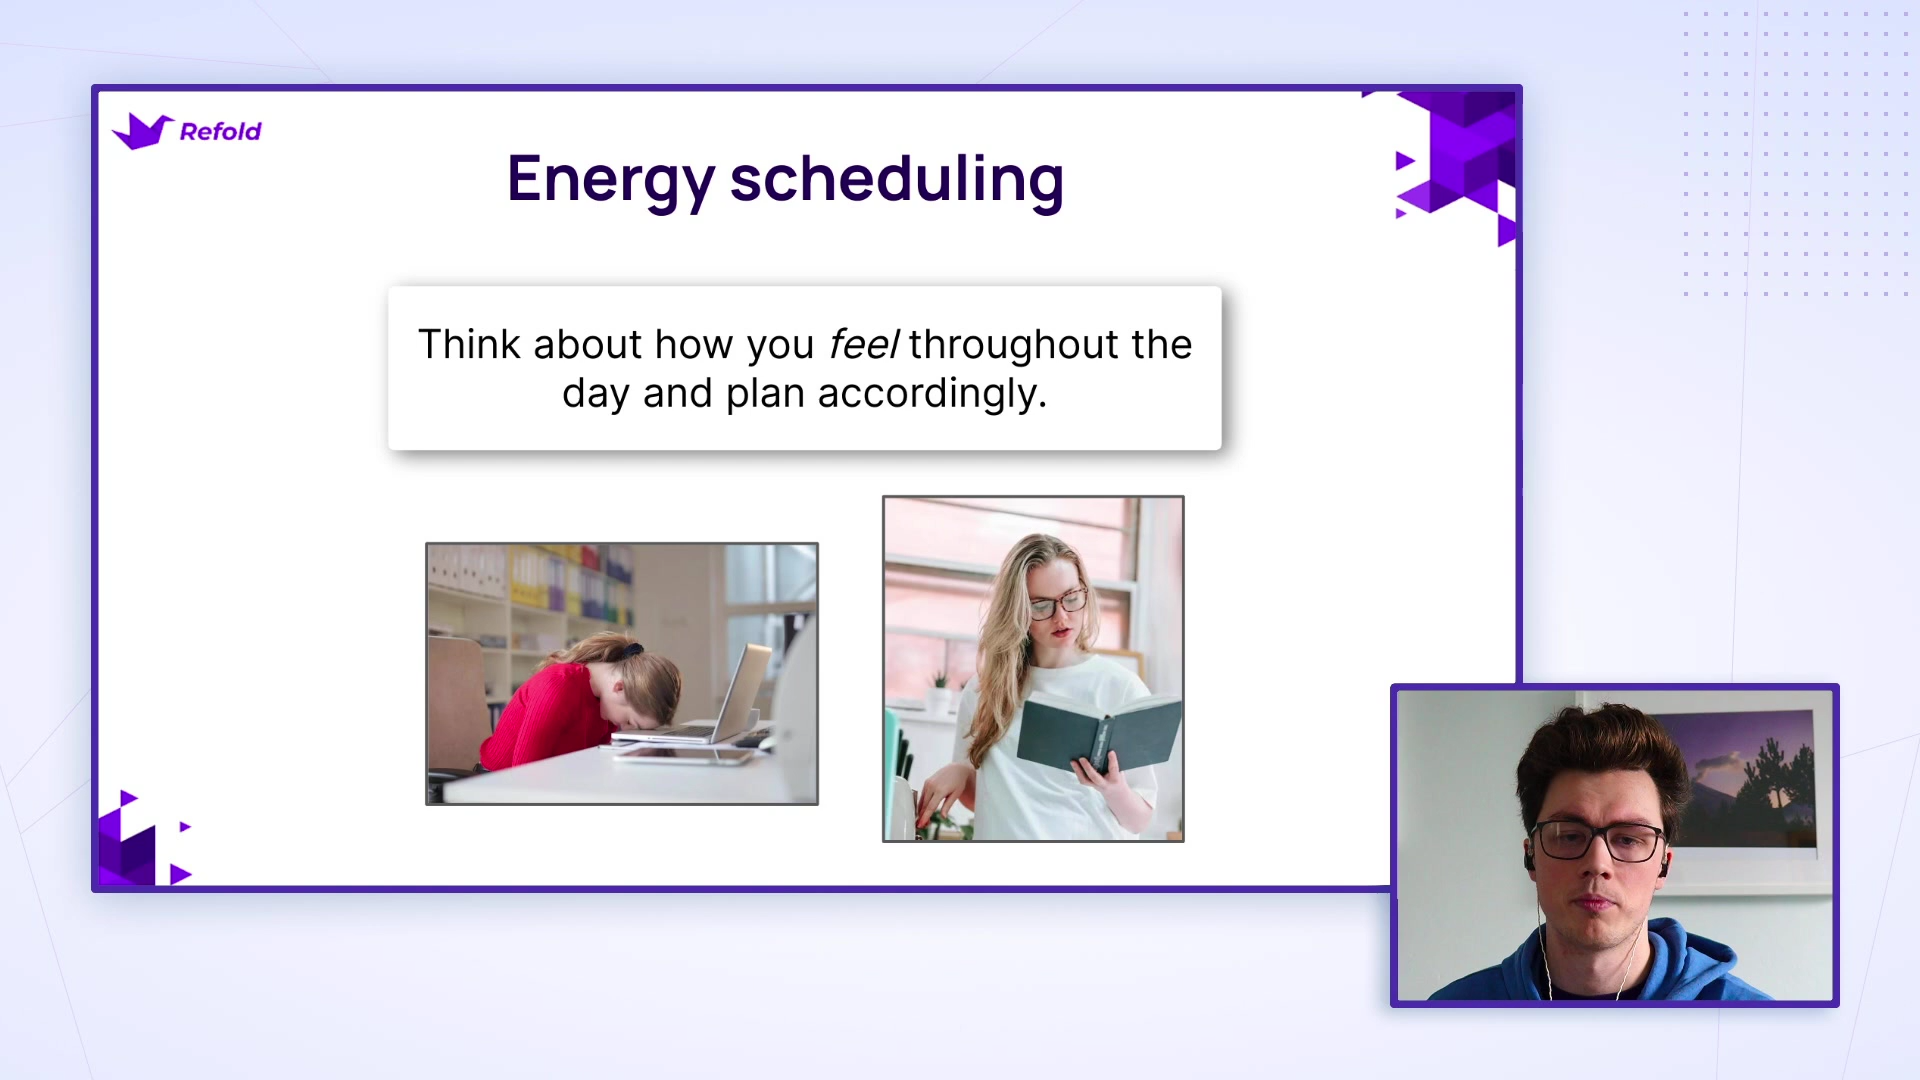 Refold
Energy scheduling
Think about how you feel throughout the
day and plan accordingly.